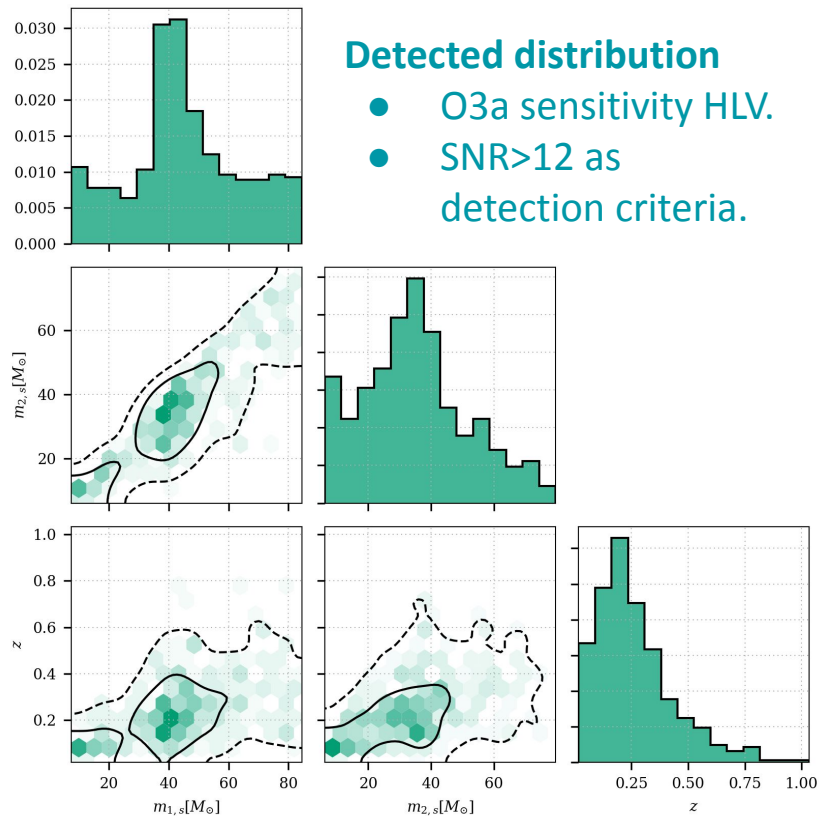 Detected distribution
● O3a sensitivity HLV.
● SNR>12 as
detection criteria.
0.030
0.025
0.020
0.015
0.010
0.005
0.000
60
40
20
m₂,ₛ[M⊙]
1.0
0.8
0.6
0.4
0.2
z
20 40 60 80
m₁,ₛ[M⊙]
20 40 60
m₂,ₛ[M⊙]
0.25 0.50 0.75 1.00
z